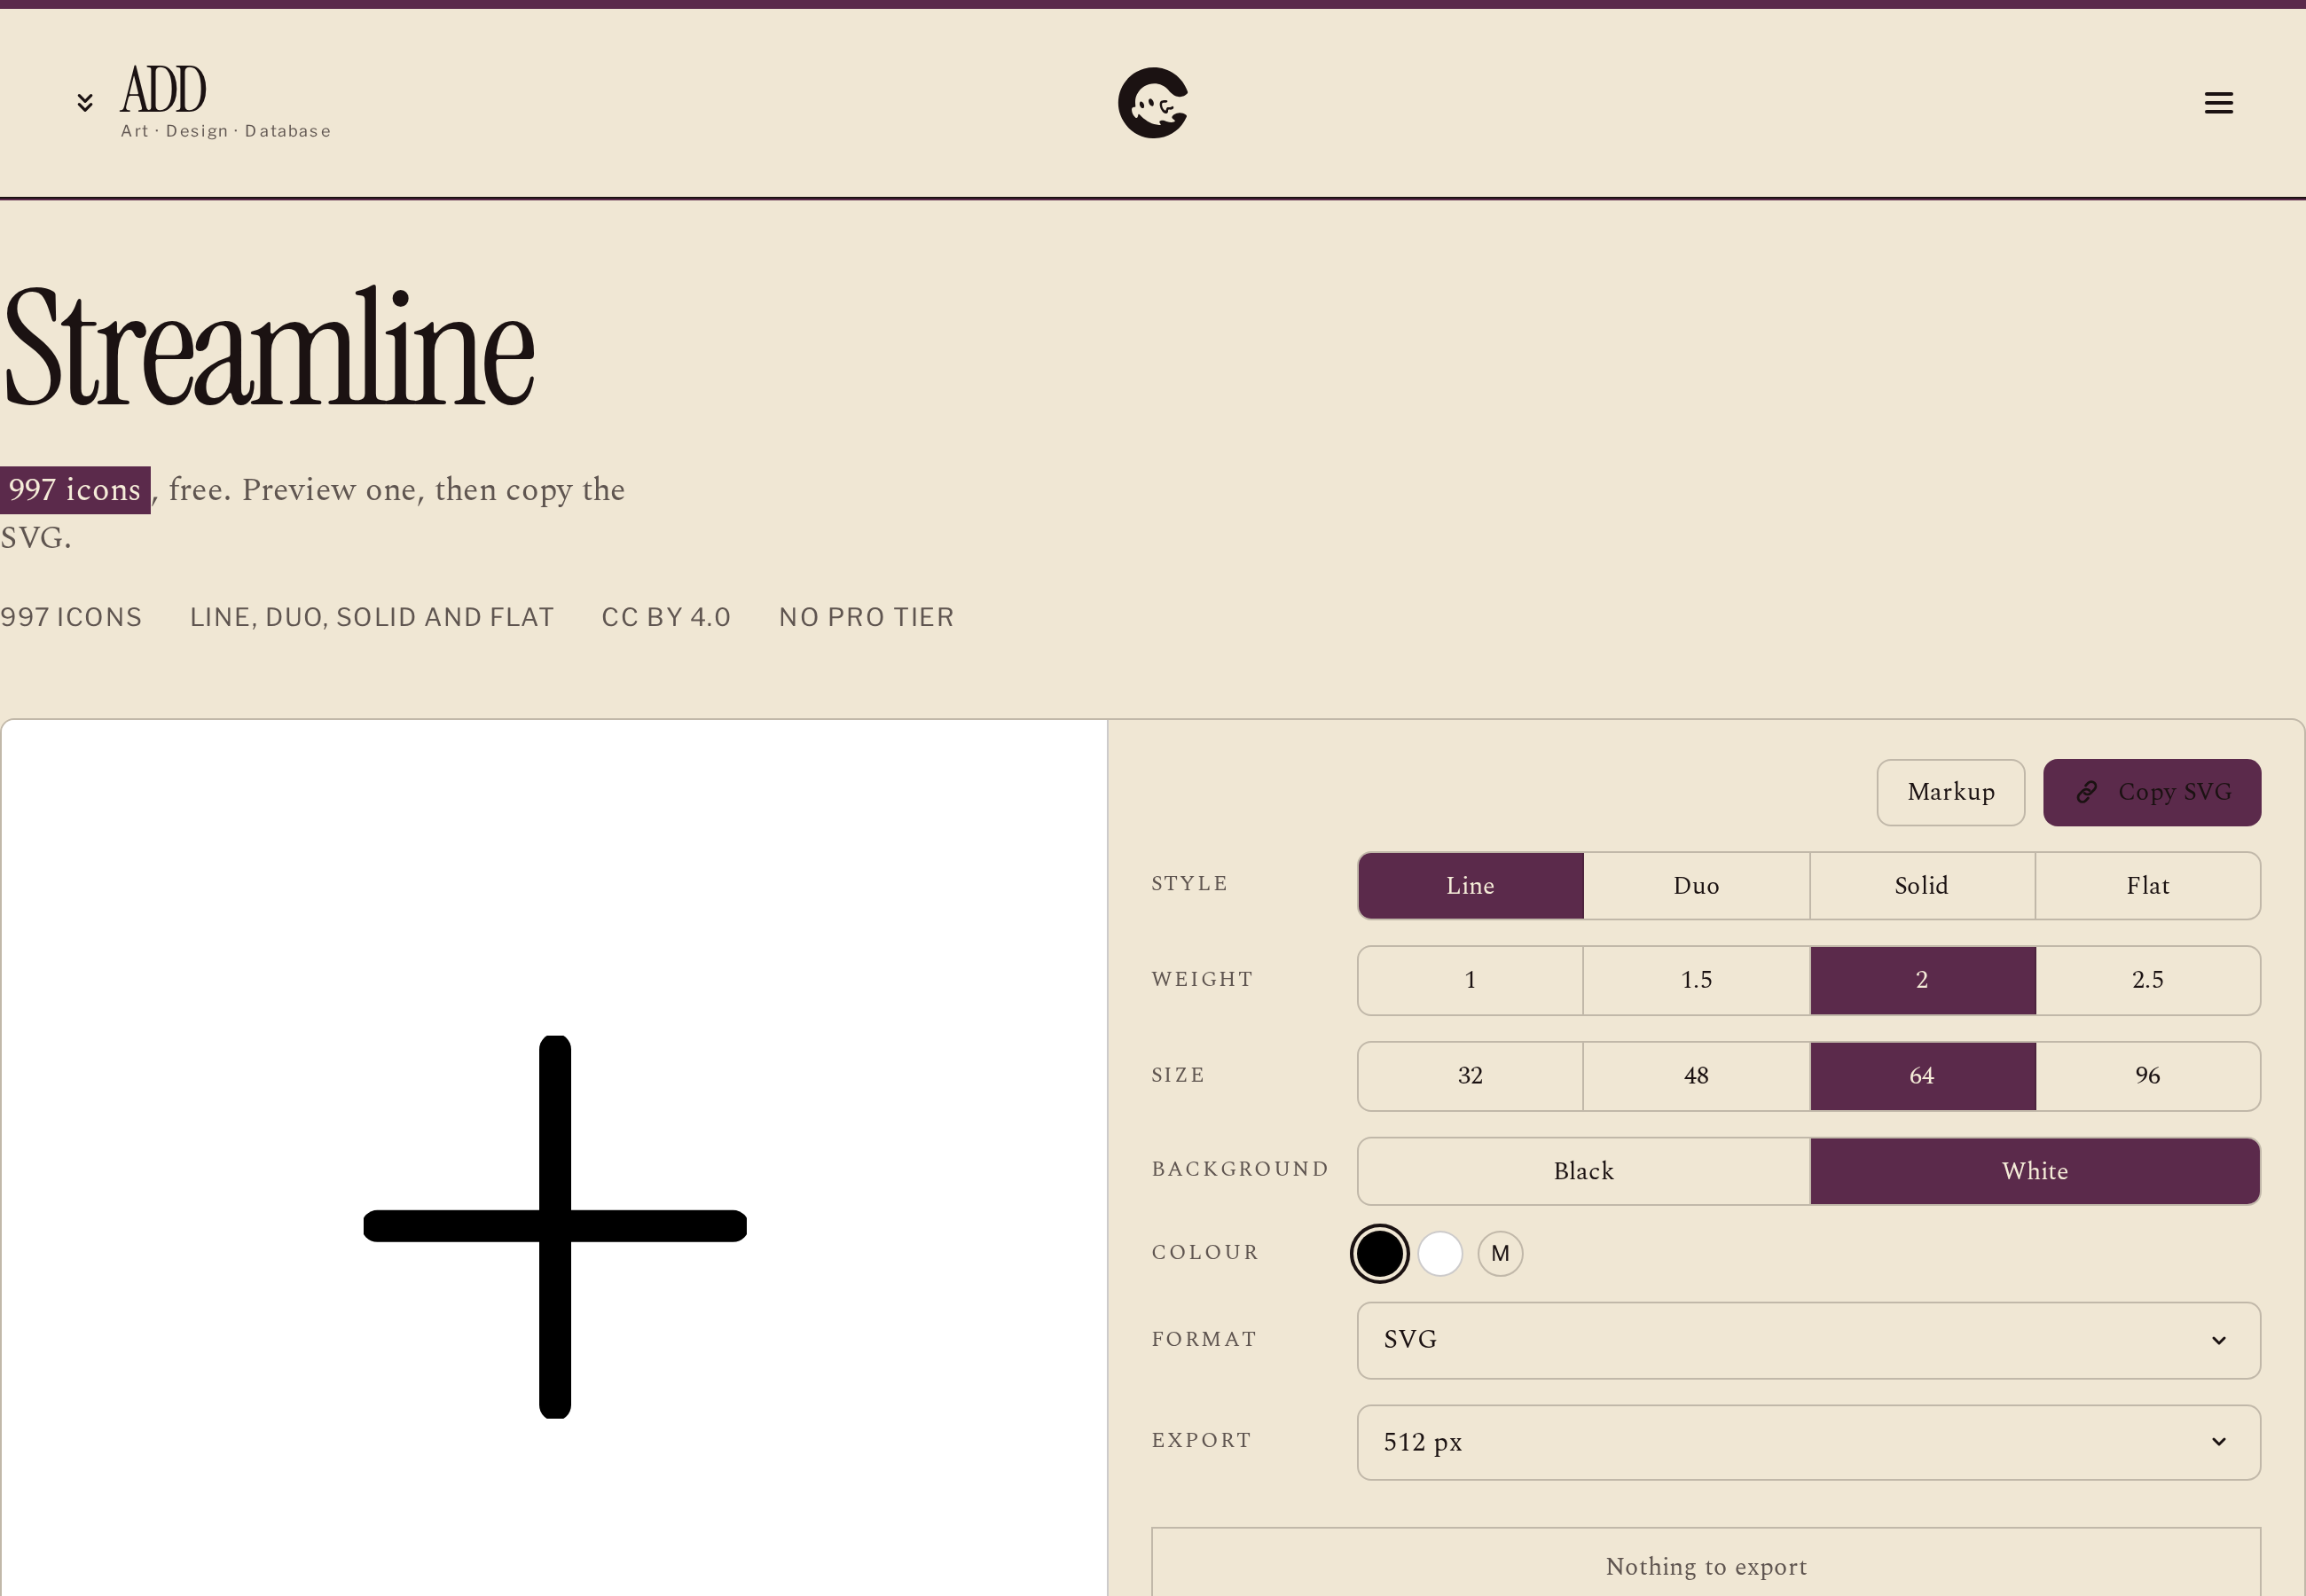 ADD
Art · Design · Database
Streamline
997 icons, free. Preview one, then copy the
SVG.
997 ICONS LINE, DUO, SOLID AND FLAT CC BY 4.0 NO PRO TIER
Markup Copy SVG
STYLE Line Duo Solid Flat
WEIGHT 1 1.5 2 2.5
SIZE 32 48 64 96
BACKGROUND Black White
COLOUR M
FORMAT SVG
EXPORT 512 px
Nothing to export